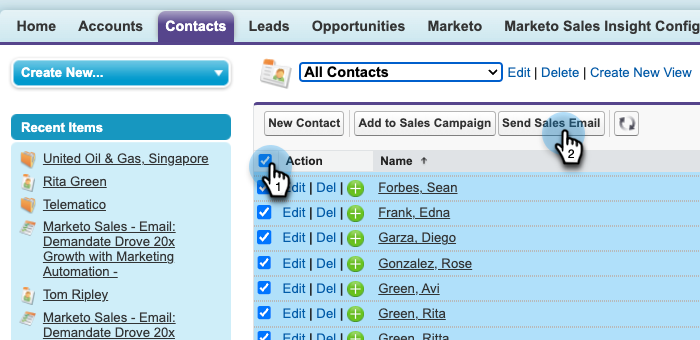 Home Accounts Contacts Leads Opportunities Marketo Marketo Sales Insight Config
Create New...
All Contacts Edit | Delete | Create New View
New Contact Add to Sales Campaign Send Sales Email
2
Recent Items
United Oil & Gas, Singapore
Rita Green
Telematico
Marketo Sales - Email:
Demandate Drove 20x
Growth with Marketing
Automation -
Tom Ripley
Marketo Sales - Email:
Demandate Drove 20x
Action Name ↑
1
Edit | Del | Forbes, Sean
Edit | Del | Frank, Edna
Edit | Del | Garza, Diego
Edit | Del | Gonzalez, Rose
Edit | Del | Green, Avi
Edit | Del | Green, Rita
Edit | Del | Green, Ritta